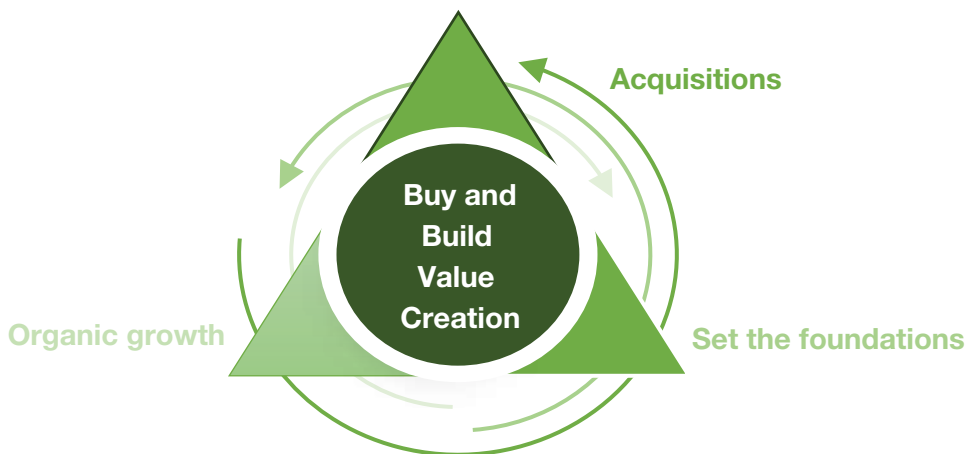 Acquisitions
Buy and
Build
Value
Creation
Organic growth
Set the foundations